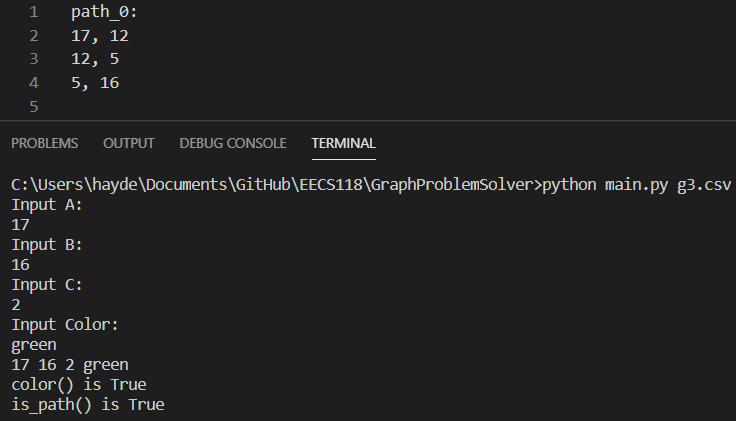 1 path_0:
2 17, 12
3 12, 5
4 5, 16
5
PROBLEMS OUTPUT DEBUG CONSOLE TERMINAL
C:\Users\hayde\Documents\GitHub\EECS118\GraphProblemSolver>python main.py g3.csv
Input A:
17
Input B:
16
Input C:
2
Input Color:
green
17 16 2 green
color() is True
is_path() is True